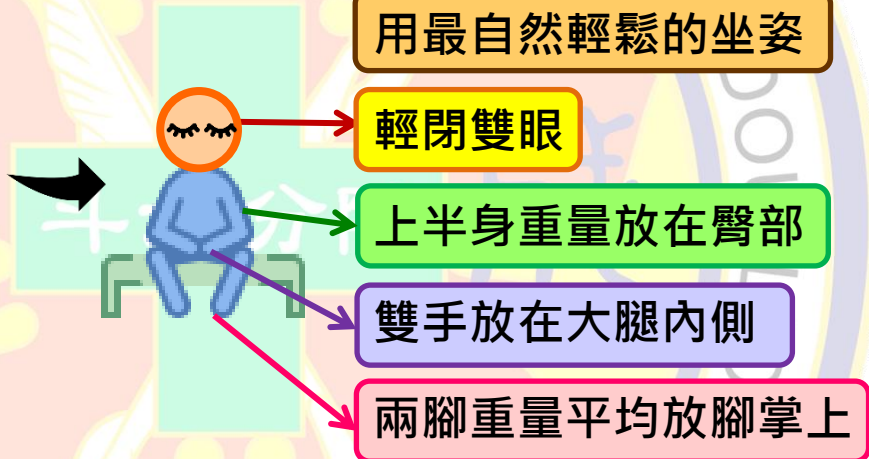 用最自然輕鬆的坐姿
輕閉雙眼
上半身重量放在臀部
雙手放在大腿內側
兩腳重量平均放腳掌上